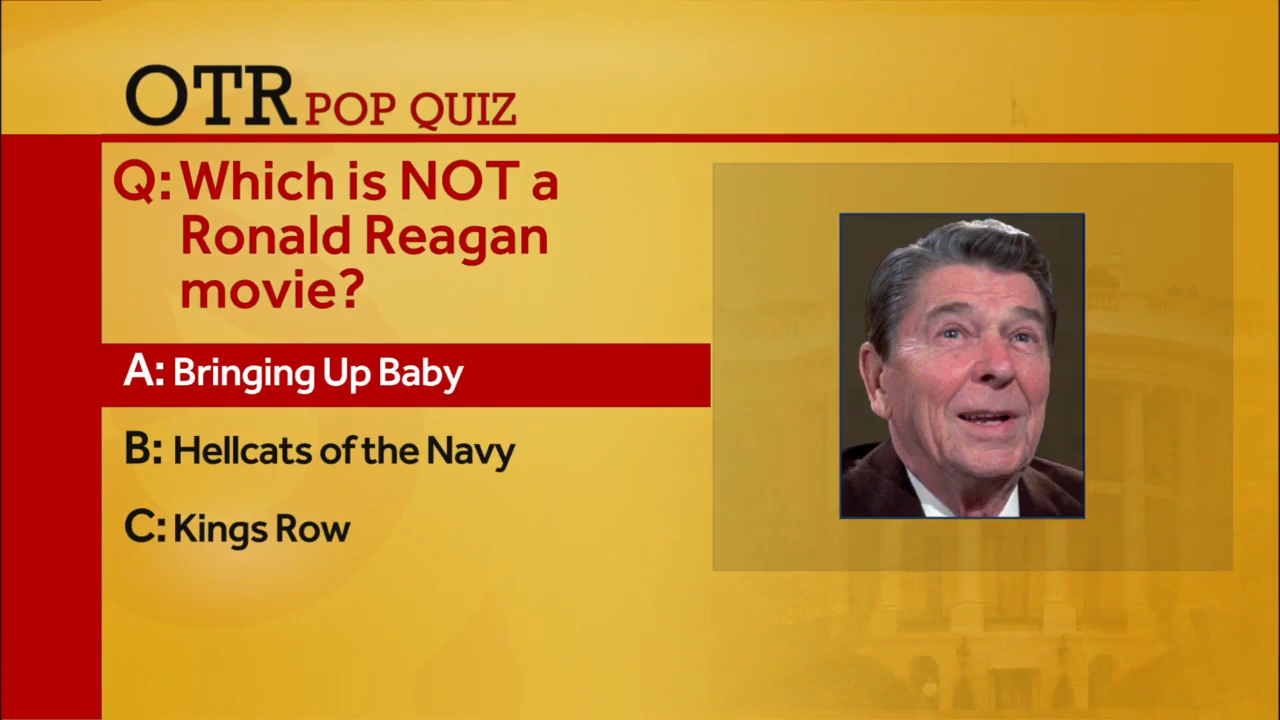 OTR POP QUIZ
Q: Which is NOT a
Ronald Reagan
movie?
A: Bringing Up Baby
B: Hellcats of the Navy
C: Kings Row